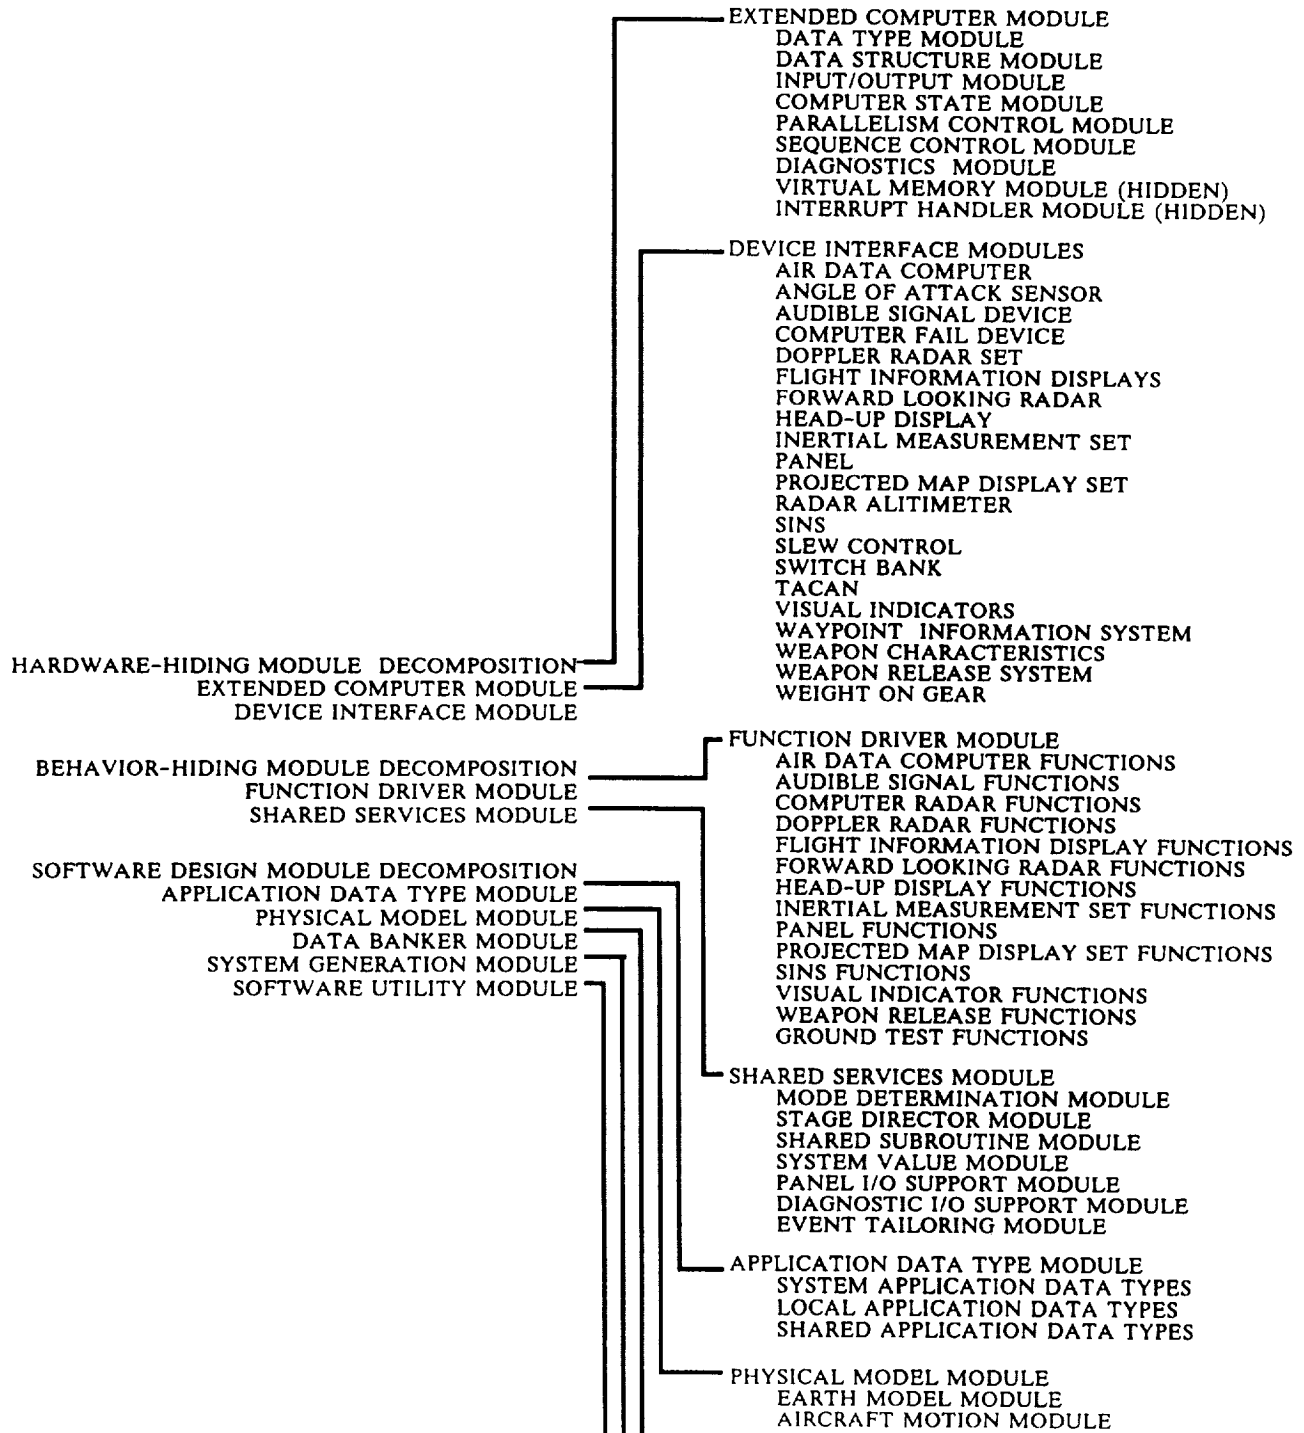 EXTENDED COMPUTER MODULE
DATA TYPE MODULE
DATA STRUCTURE MODULE
INPUT/OUTPUT MODULE
COMPUTER STATE MODULE
PARALLELISM CONTROL MODULE
SEQUENCE CONTROL MODULE
DIAGNOSTICS MODULE
VIRTUAL MEMORY MODULE (HIDDEN)
INTERRUPT HANDLER MODULE (HIDDEN)
DEVICE INTERFACE MODULES
AIR DATA COMPUTER
ANGLE OF ATTACK SENSOR
AUDIBLE SIGNAL DEVICE
COMPUTER FAIL DEVICE
DOPPLER RADAR SET
FLIGHT INFORMATION DISPLAYS
FORWARD LOOKING RADAR
HEAD-UP DISPLAY
INERTIAL MEASUREMENT SET
PANEL
PROJECTED MAP DISPLAY SET
RADAR ALITIMETER
SINS
SLEW CONTROL
SWITCH BANK
TACAN
VISUAL INDICATORS
WAYPOINT INFORMATION SYSTEM
WEAPON CHARACTERISTICS
WEAPON RELEASE SYSTEM
WEIGHT ON GEAR
HARDWARE-HIDING MODULE DECOMPOSITION
EXTENDED COMPUTER MODULE
DEVICE INTERFACE MODULE
BEHAVIOR-HIDING MODULE DECOMPOSITION
FUNCTION DRIVER MODULE
SHARED SERVICES MODULE
SOFTWARE DESIGN MODULE DECOMPOSITION
APPLICATION DATA TYPE MODULE
PHYSICAL MODEL MODULE
DATA BANKER MODULE
SYSTEM GENERATION MODULE
SOFTWARE UTILITY MODULE
FUNCTION DRIVER MODULE
AIR DATA COMPUTER FUNCTIONS
AUDIBLE SIGNAL FUNCTIONS
COMPUTER RADAR FUNCTIONS
DOPPLER RADAR FUNCTIONS
FLIGHT INFORMATION DISPLAY FUNCTIONS
FORWARD LOOKING RADAR FUNCTIONS
HEAD-UP DISPLAY FUNCTIONS
INERTIAL MEASUREMENT SET FUNCTIONS
PANEL FUNCTIONS
PROJECTED MAP DISPLAY SET FUNCTIONS
SINS FUNCTIONS
VISUAL INDICATOR FUNCTIONS
WEAPON RELEASE FUNCTIONS
GROUND TEST FUNCTIONS
SHARED SERVICES MODULE
MODE DETERMINATION MODULE
STAGE DIRECTOR MODULE
SHARED SUBROUTINE MODULE
SYSTEM VALUE MODULE
PANEL I/O SUPPORT MODULE
DIAGNOSTIC I/O SUPPORT MODULE
EVENT TAILORING MODULE
APPLICATION DATA TYPE MODULE
SYSTEM APPLICATION DATA TYPES
LOCAL APPLICATION DATA TYPES
SHARED APPLICATION DATA TYPES
PHYSICAL MODEL MODULE
EARTH MODEL MODULE
AIRCRAFT MOTION MODULE